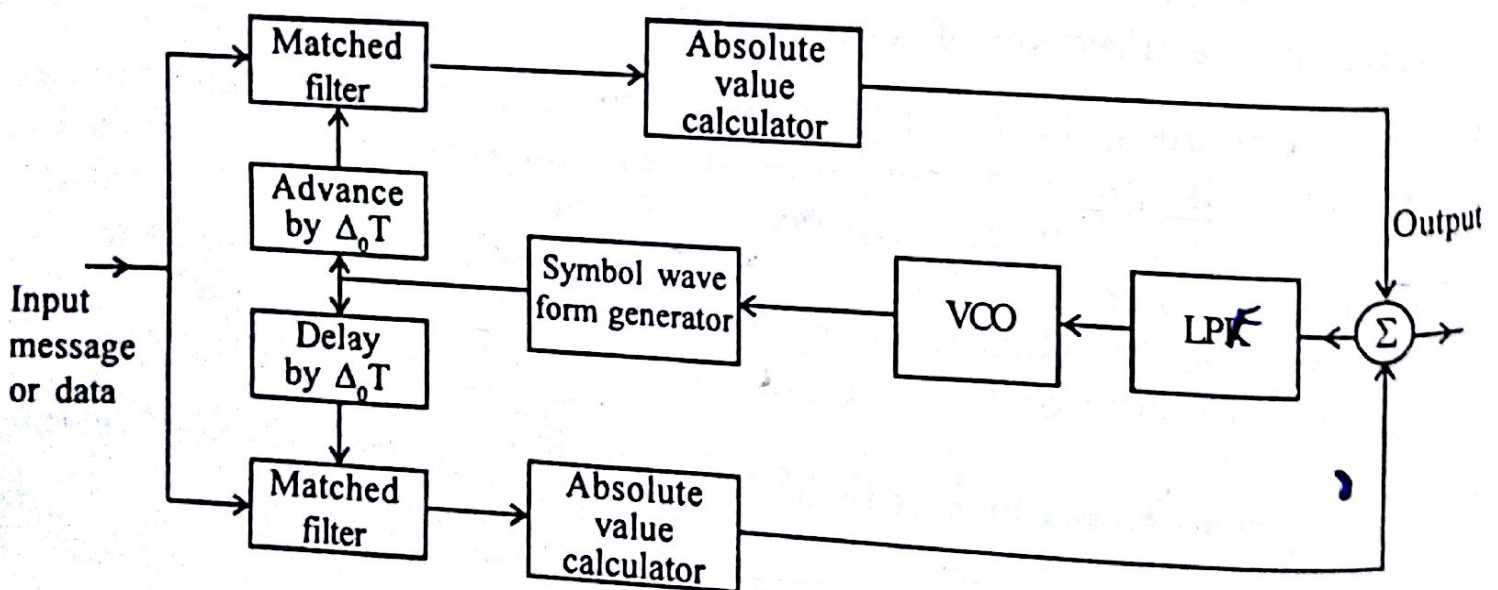 Matched
filter
Absolute
value
calculator
Advance
by Δ₀T
Output
Input
message
or data
Symbol wave
form generator
VCO
LPF
Σ
Delay
by Δ₀T
Matched
filter
Absolute
value
calculator